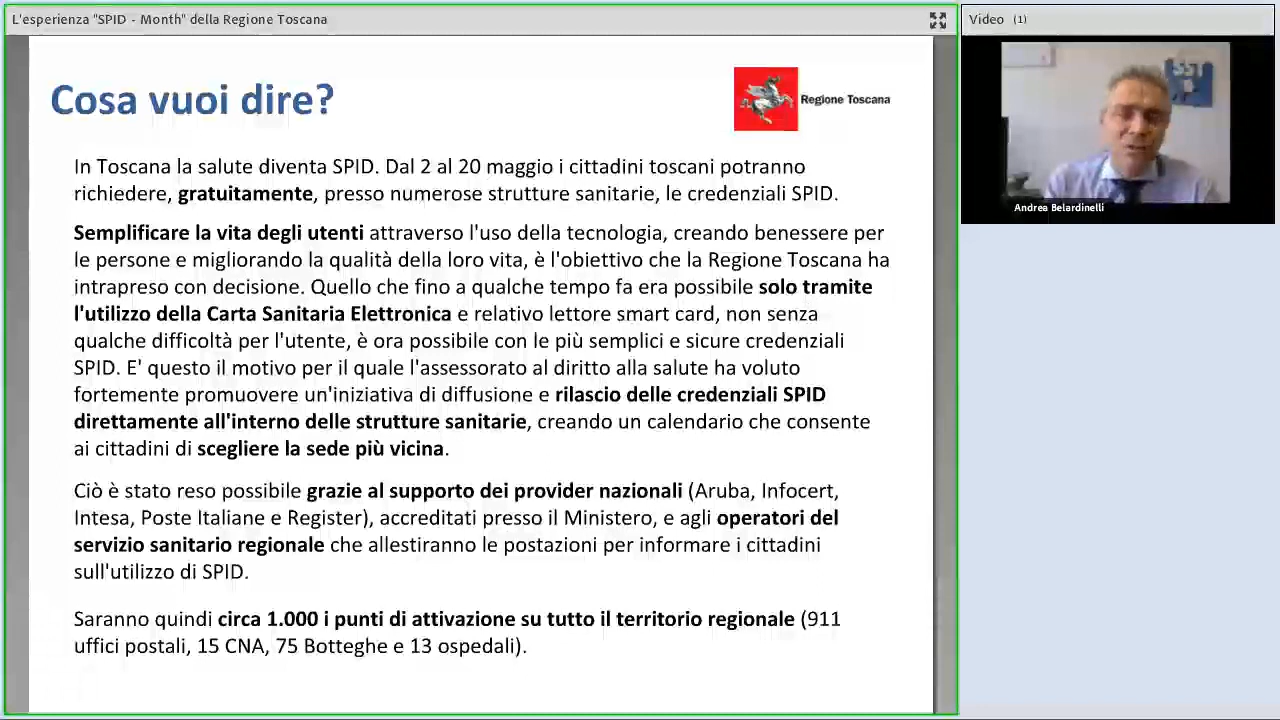 L'esperienza "SPID - Month" della Regione Toscana
Video (1)
Cosa vuoi dire?
Regione Toscana
SST
Andrea Belardinelli
In Toscana la salute diventa SPID. Dal 2 al 20 maggio i cittadini toscani potranno
richiedere, gratuitamente, presso numerose strutture sanitarie, le credenziali SPID.
Semplificare la vita degli utenti attraverso l'uso della tecnologia, creando benessere per
le persone e migliorando la qualità della loro vita, è l'obiettivo che la Regione Toscana ha
intrapreso con decisione. Quello che fino a qualche tempo fa era possibile solo tramite
l'utilizzo della Carta Sanitaria Elettronica e relativo lettore smart card, non senza
qualche difficoltà per l'utente, è ora possibile con le più semplici e sicure credenziali
SPID. E' questo il motivo per il quale l'assessorato al diritto alla salute ha voluto
fortemente promuovere un'iniziativa di diffusione e rilascio delle credenziali SPID
direttamente all'interno delle strutture sanitarie, creando un calendario che consente
ai cittadini di scegliere la sede più vicina.
Ciò è stato reso possibile grazie al supporto dei provider nazionali (Aruba, Infocert,
Intesa, Poste Italiane e Register), accreditati presso il Ministero, e agli operatori del
servizio sanitario regionale che allestiranno le postazioni per informare i cittadini
sull'utilizzo di SPID.
Saranno quindi circa 1.000 i punti di attivazione su tutto il territorio regionale (911
uffici postali, 15 CNA, 75 Botteghe e 13 ospedali).